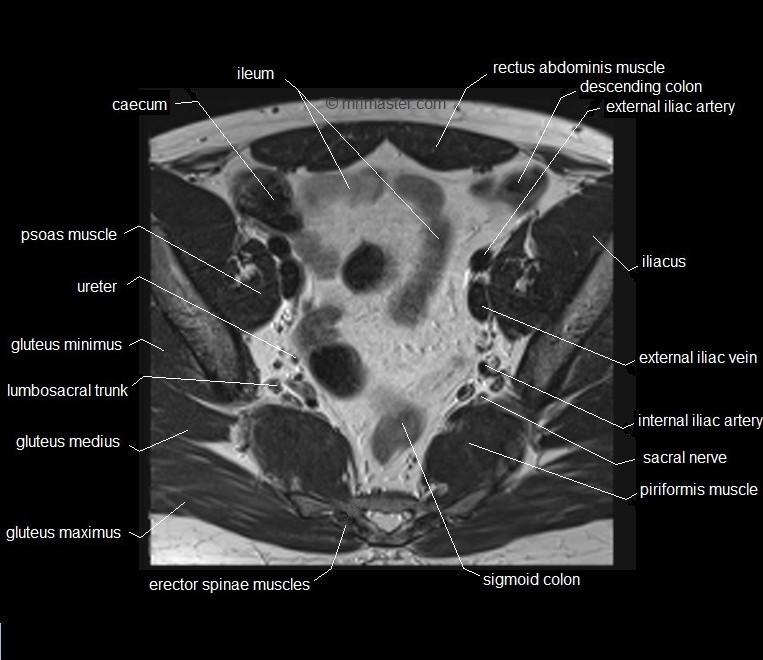 rectus abdominis muscle
ileum
descending colon
© mrimaster.com
caecum
external iliac artery
psoas muscle
iliacus
ureter
gluteus minimus
external iliac vein
lumbosacral trunk
internal iliac artery
gluteus medius
sacral nerve
piriformis muscle
gluteus maximus
sigmoid colon
erector spinae muscles